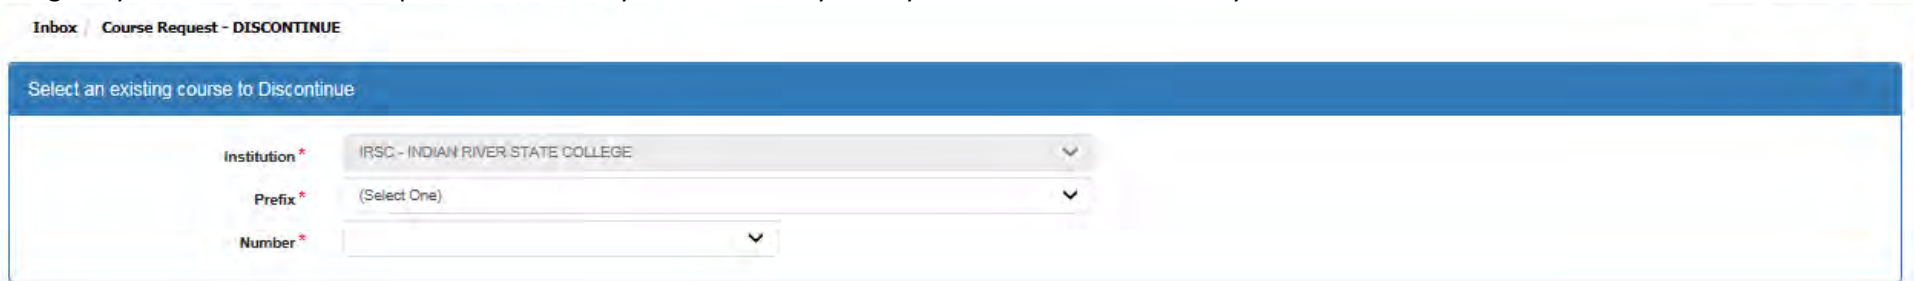 Inbox / Course Request - DISCONTINUE
Select an existing course to Discontinue
Institution * IRSC - INDIAN RIVER STATE COLLEGE
Prefix * (Select One)
Number *